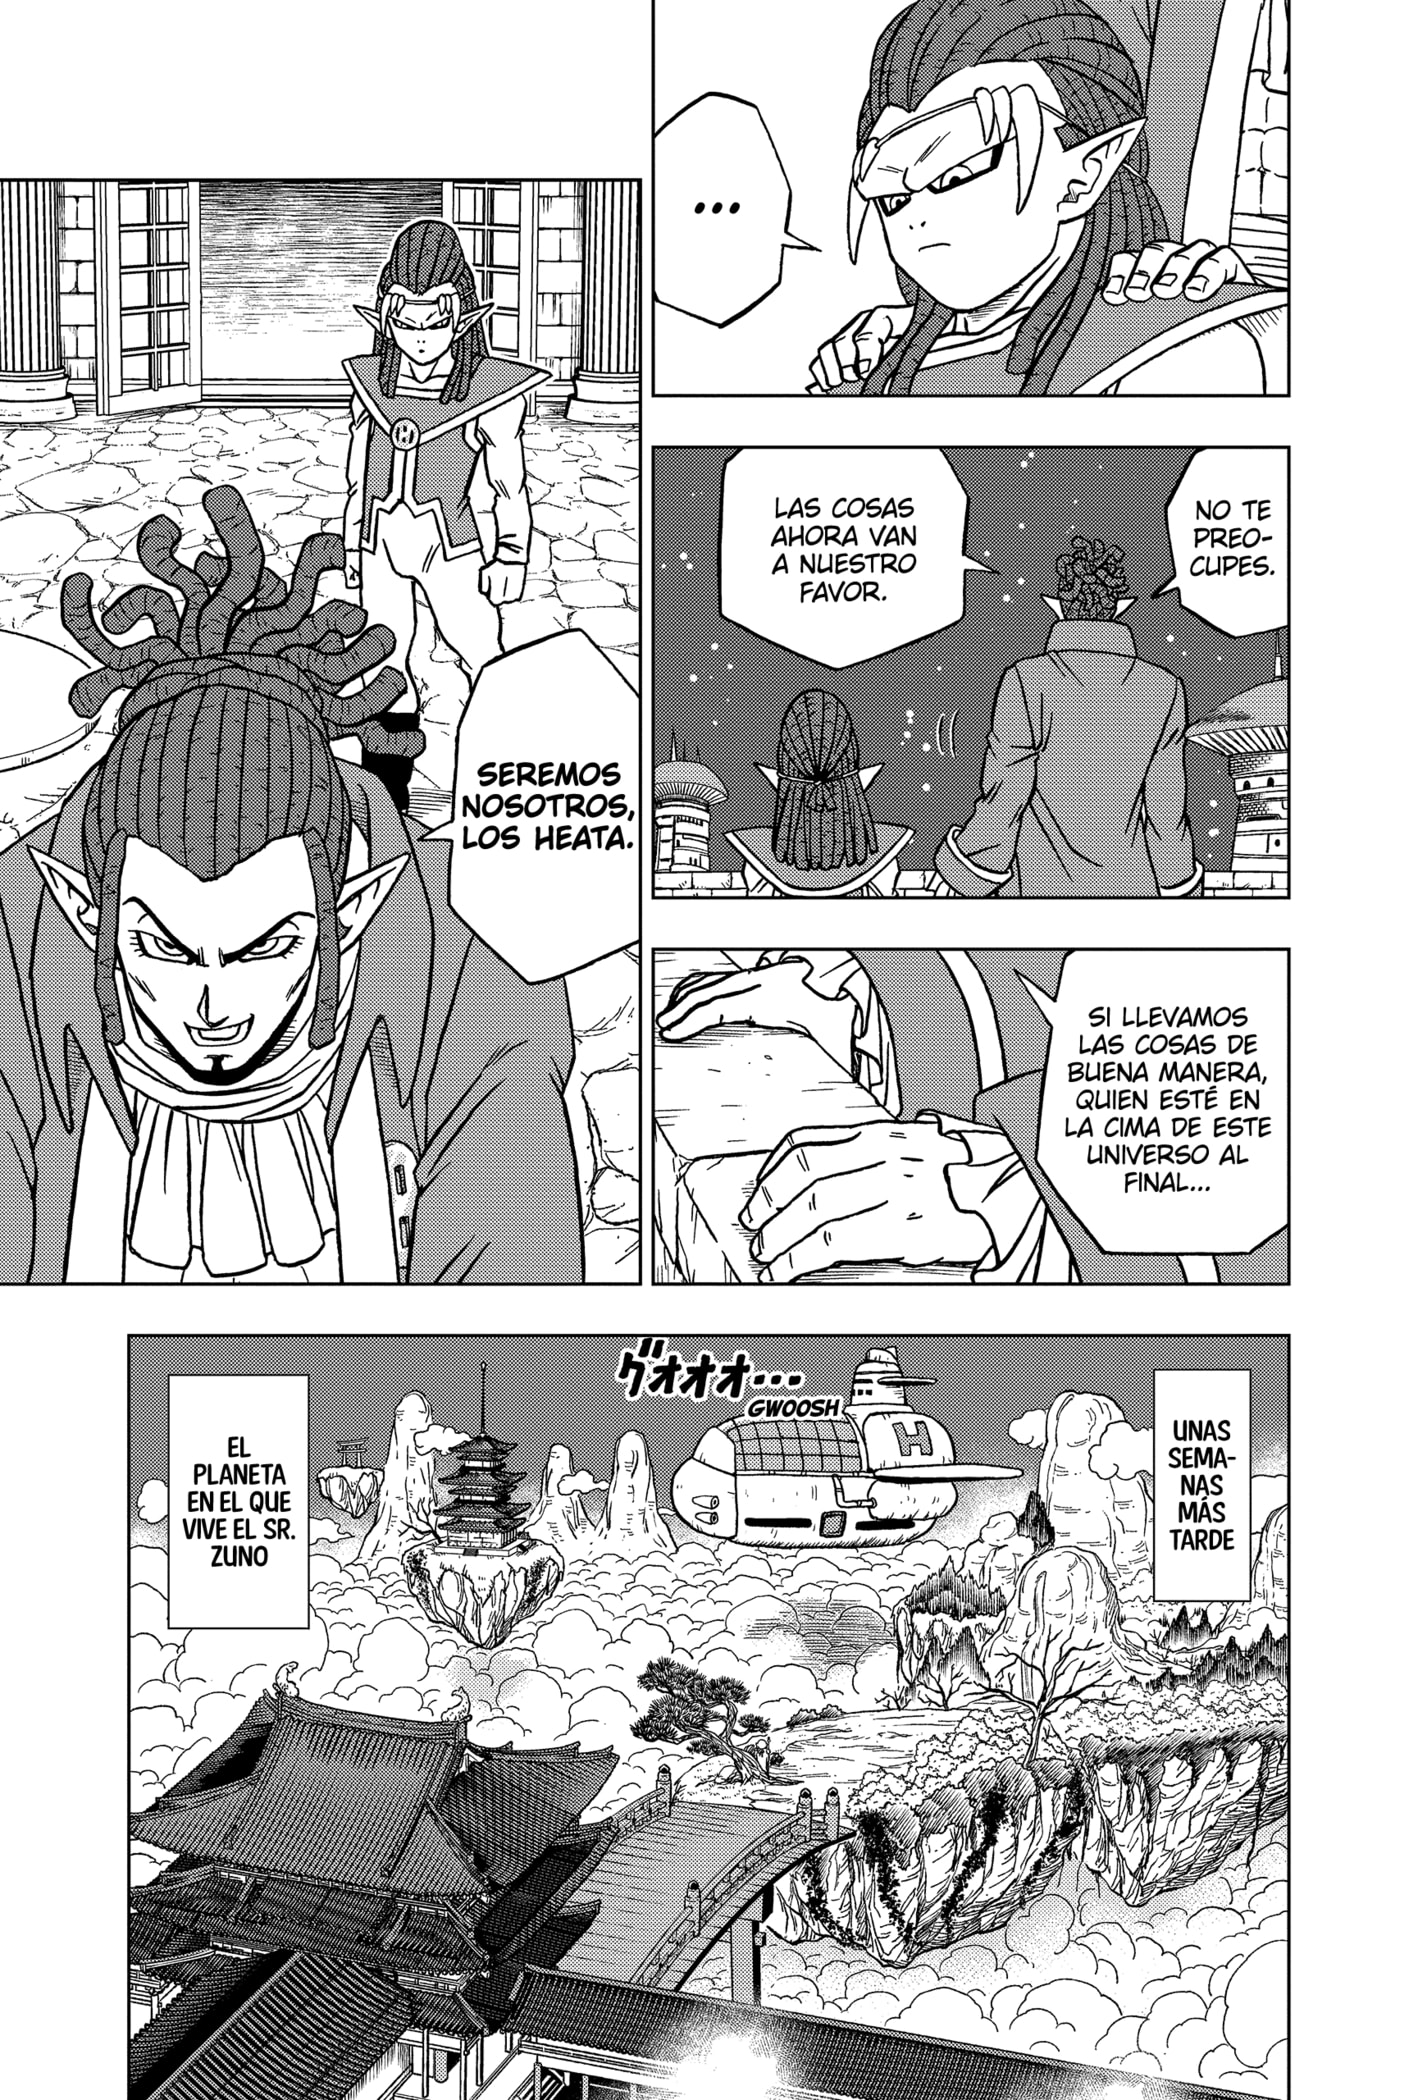 ...
NO TE
PREO-
CUPES.
LAS COSAS
AHORA VAN
A NUESTRO
FAVOR.
SI LLEVAMOS
LAS COSAS DE
BUENA MANERA,
QUIEN ESTÉ EN
LA CIMA DE ESTE
UNIVERSO AL
FINAL...
SEREMOS
NOSOTROS,
LOS HEATA.
UNAS
SEMA-
NAS
MÁS
TARDE
H
グオオオ...
GWOOSH
EL
PLANETA
EN EL QUE
VIVE EL SR.
ZUNO